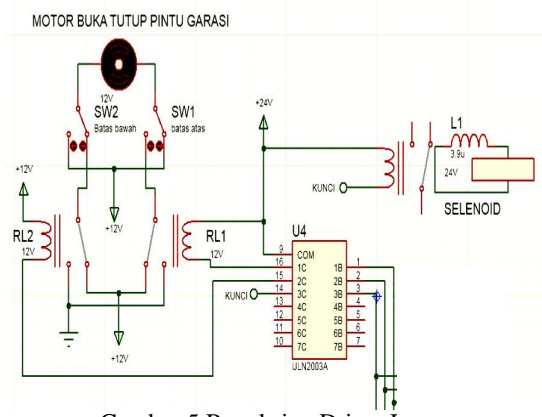 MOTOR BUKA TUTUP PINTU GARASI
12V
SW2
Batas bawah
SW1
batas atas
+24V
L1
3.9u
24V
KUNCI
SELENOID
+12V
+12V
RL2
12V
RL1
12V
U4
9 COM
16 1C 1B 1
15 2C 2B 2
KUNCI 14 3C 3B 3
13 4C 4B 4
12 5C 5B 5
11 6C 6B 6
10 7C 7B 7
ULN2003A
+12V